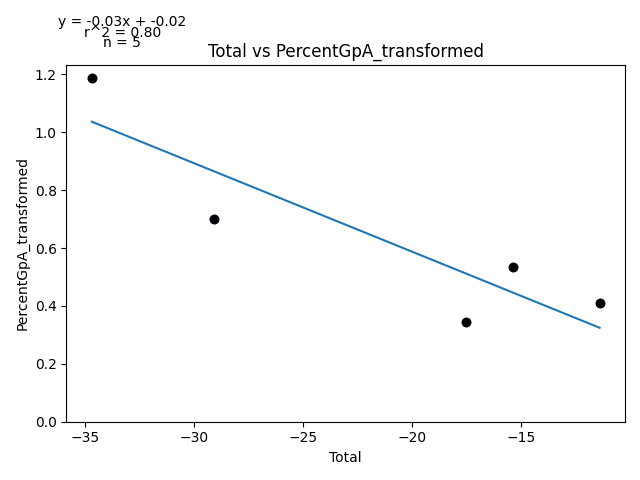 y = -0.03x + -0.02
r^2 = 0.80
n = 5
Total vs PercentGpA_transformed
1.2
1.0
0.8
0.6
0.4
0.2
0.0
PercentGpA_transformed
−35
−30
−25
−20
−15
Total